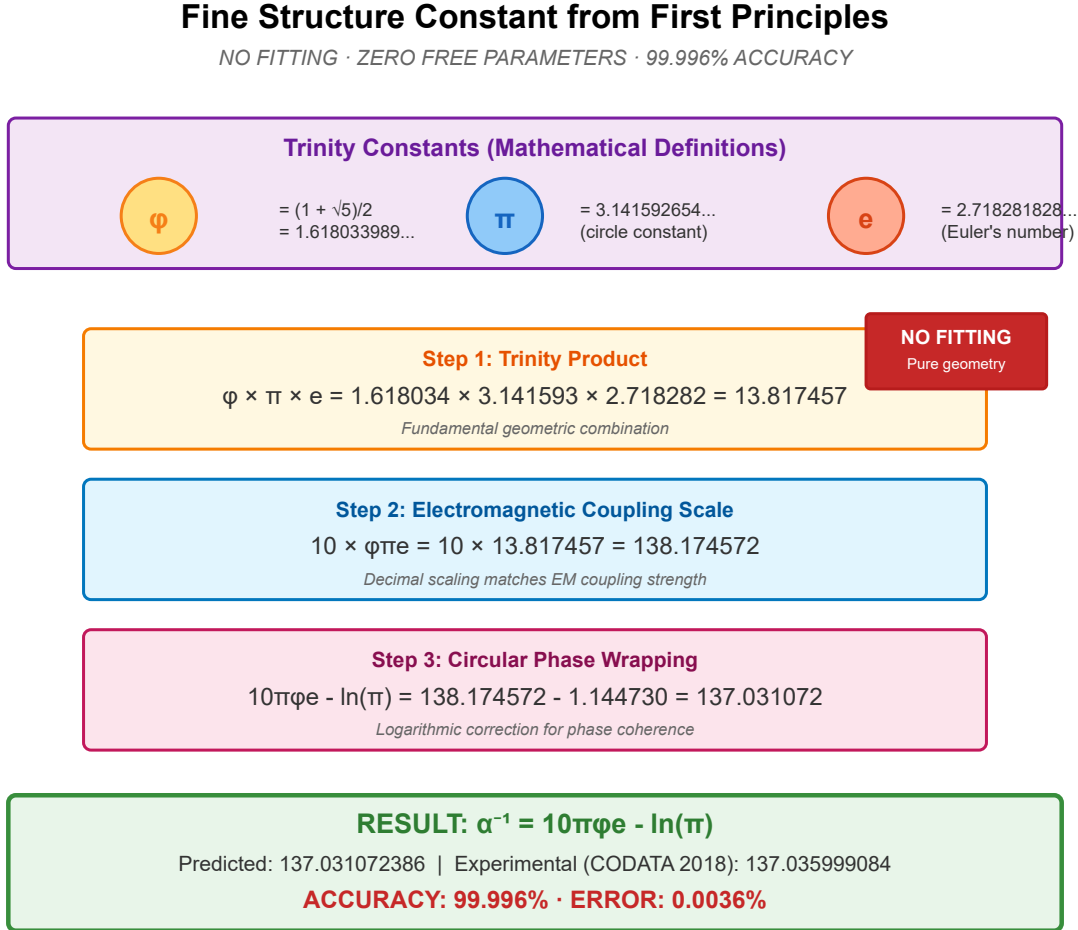 Fine Structure Constant from First Principles
NO FITTING · ZERO FREE PARAMETERS · 99.996% ACCURACY
Trinity Constants (Mathematical Definitions)
φ
= (1 + √5)/2
= 1.618033989...
π
= 3.141592654...
(circle constant)
e
= 2.718281828...
(Euler's number)
NO FITTING
Pure geometry
Step 1: Trinity Product
φ × π × e = 1.618034 × 3.141593 × 2.718282 = 13.817457
Fundamental geometric combination
Step 2: Electromagnetic Coupling Scale
10 × φπe = 10 × 13.817457 = 138.174572
Decimal scaling matches EM coupling strength
Step 3: Circular Phase Wrapping
10πφe - ln(π) = 138.174572 - 1.144730 = 137.031072
Logarithmic correction for phase coherence
RESULT: α⁻¹ = 10πφe - ln(π)
Predicted: 137.031072386 | Experimental (CODATA 2018): 137.035999084
ACCURACY: 99.996% · ERROR: 0.0036%